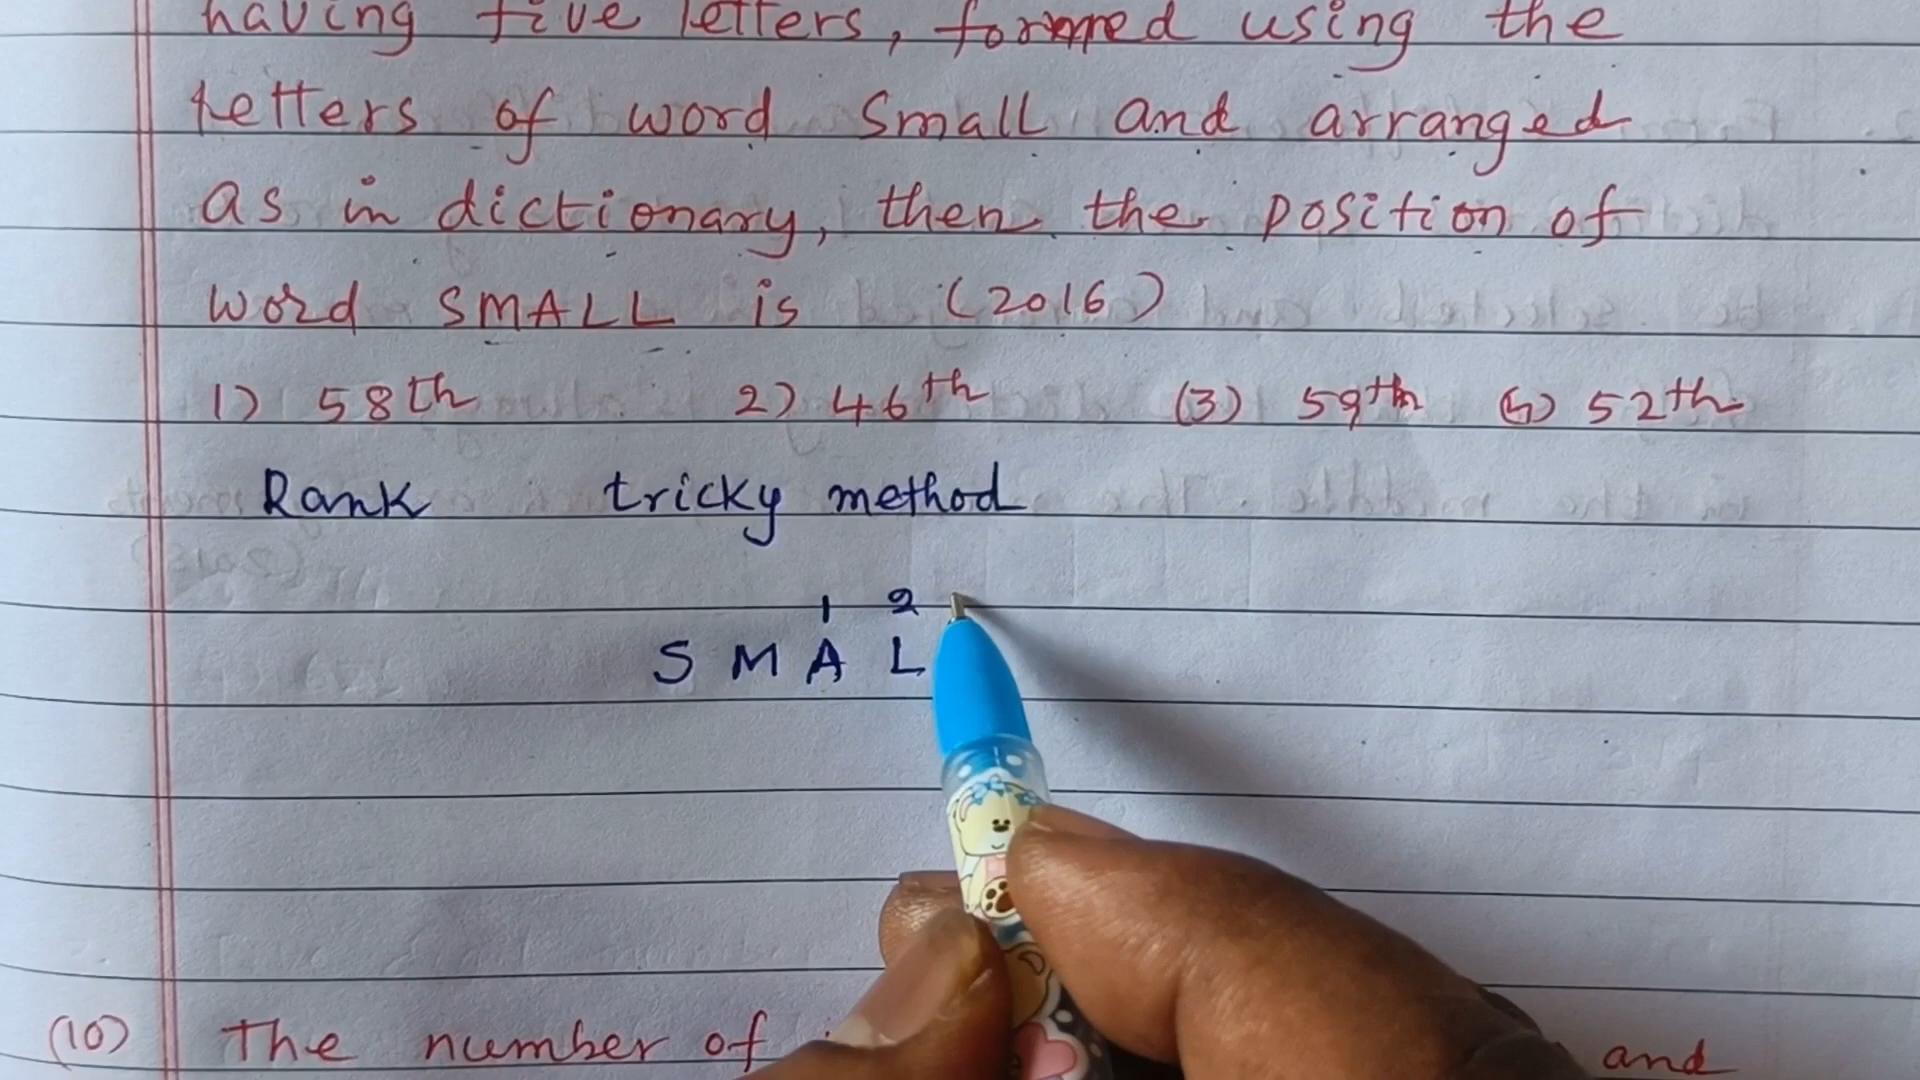 having five letters, formed using the
letters of word Small and arranged
as in dictionary, then the position of
word SMALL is (2016)
1) 58th 2) 46th (3) 59th (4) 52th
Rank tricky method
1 2
S M A L
(10) The number of and